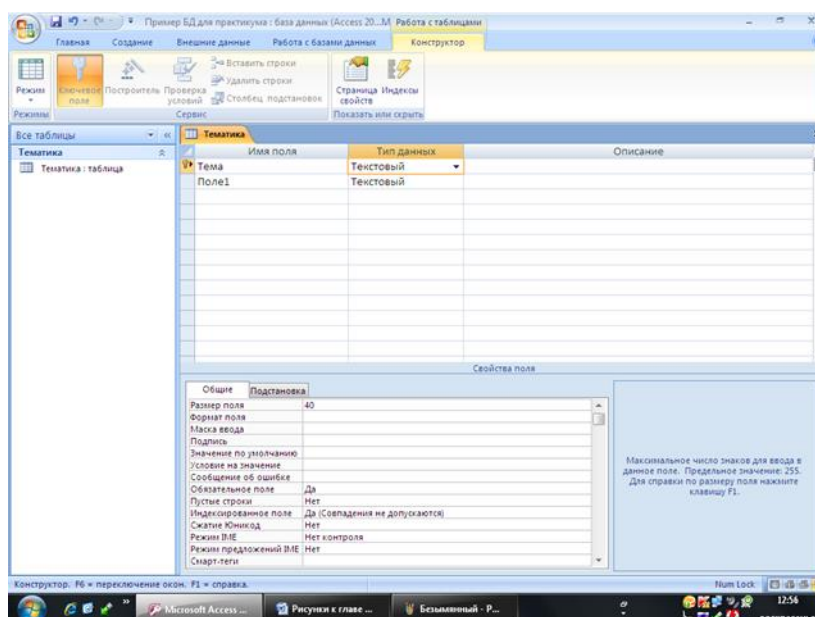 Пример БД для практикума : база данных (Access 20...М Работа с таблицами
Главная Создание Внешние данные Работа с базами данных Конструктор
Режим
Ключевое поле
Построитель
Проверка условий
Вставить строки
Удалить строки
Столбец подстановок
Страница свойств
Индексы
Режимы Сервис Показать или скрыть
Все таблицы
Тематика
Тематика : таблица
Тематика
Имя поля Тип данных Описание
Тема Текстовый
Поле1 Текстовый
Свойства поля
Общие Подстановка
Размер поля 40
Формат поля
Маска ввода
Подпись
Значение по умолчанию
Условие на значение
Сообщение об ошибке
Обязательное поле Да
Пустые строки Нет
Индексированное поле Да (Совпадения не допускаются)
Сжатие Юникод Нет
Режим IME Нет контроля
Режим предложений IME Нет
Смарт-теги
Максимальное число знаков для ввода в
данное поле. Предельное значение: 255.
Для справки по размеру поля нажмите
клавишу F1.
Конструктор. F6 = переключение окон. F1 = справка. Num Lock
Microsoft Access ... Рисунки к главе ... Безымянный - P... 12:56